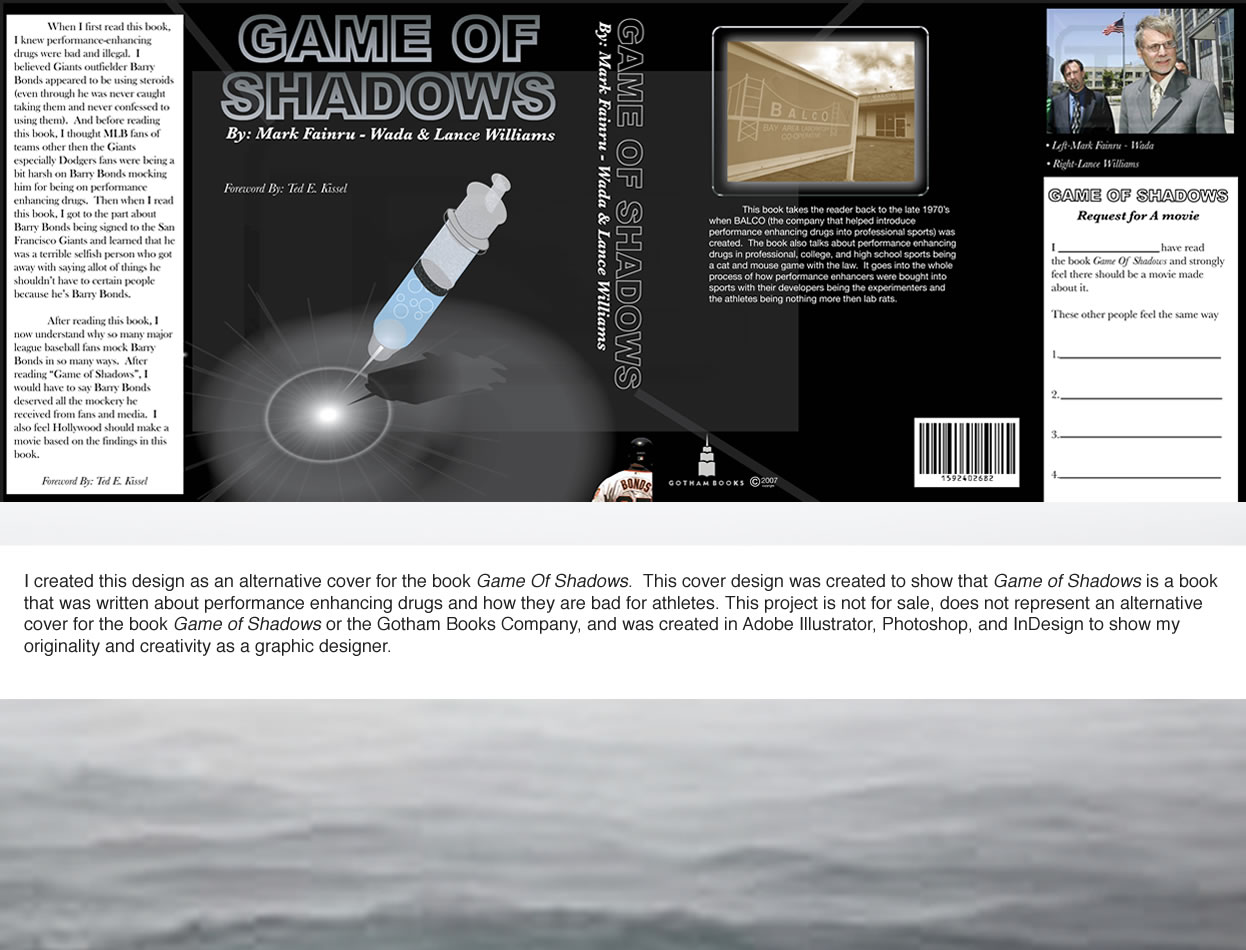 When I first read this book,
I knew performance-enhancing
drugs were bad and illegal. I
believed Giants outfielder Barry
Bonds appeared to be using steroids
(even through he was never caught
taking them and never confessed to
using them). And before reading
this book, I thought MLB fans of
teams other then the Giants
especially Dodgers fans were being a
bit harsh on Barry Bonds mocking
him for being on performance
enhancing drugs. Then when I read
this book, I got to the part about
Barry Bonds being signed to the San
Francisco Giants and learned that he
was a terrible selfish person who got
away with saying allot of things he
shouldn't have to certain people
because he's Barry Bonds.
After reading this book, I
now understand why so many major
league baseball fans mock Barry
Bonds in so many ways. After
reading “Game of Shadows”, I
would have to say Barry Bonds
deserved all the mockery he
received from fans and media. I
also feel Hollywood should make a
movie based on the findings in this
book.
Foreword By: Ted E. Kissel
GAME OF
SHADOWS
By: Mark Fainru - Wada & Lance Williams
Foreword By: Ted E. Kissel
GAME OF SHADOWS
By: Mark Fainru - Wada & Lance Williams
BONDS
BALCO
BAY AREA LABORATORY
CO-OPERATIVE
This book takes the reader back to the late 1970's
when BALCO (the company that helped introduce
performance enhancing drugs into professional sports) was
created. The book also talks about performance enhancing
drugs in professional, college, and high school sports being
a cat and mouse game with the law. It goes into the whole
process of how performance enhancers were bought into
sports with their developers being the experimenters and
the athletes being nothing more then lab rats.
GOTHAM BOOKS
©2007
copyright
1592402682
• Left-Mark Fainru - Wada
• Right-Lance Williams
GAME OF SHADOWS
Request for A movie
I ____________________ have read
the book Game Of Shadows and strongly
feel there should be a movie made
about it.
These other people feel the same way
1.
2.
3.
4.
I created this design as an alternative cover for the book Game Of Shadows. This cover design was created to show that Game of Shadows is a book
that was written about performance enhancing drugs and how they are bad for athletes. This project is not for sale, does not represent an alternative
cover for the book Game of Shadows or the Gotham Books Company, and was created in Adobe Illustrator, Photoshop, and InDesign to show my
originality and creativity as a graphic designer.